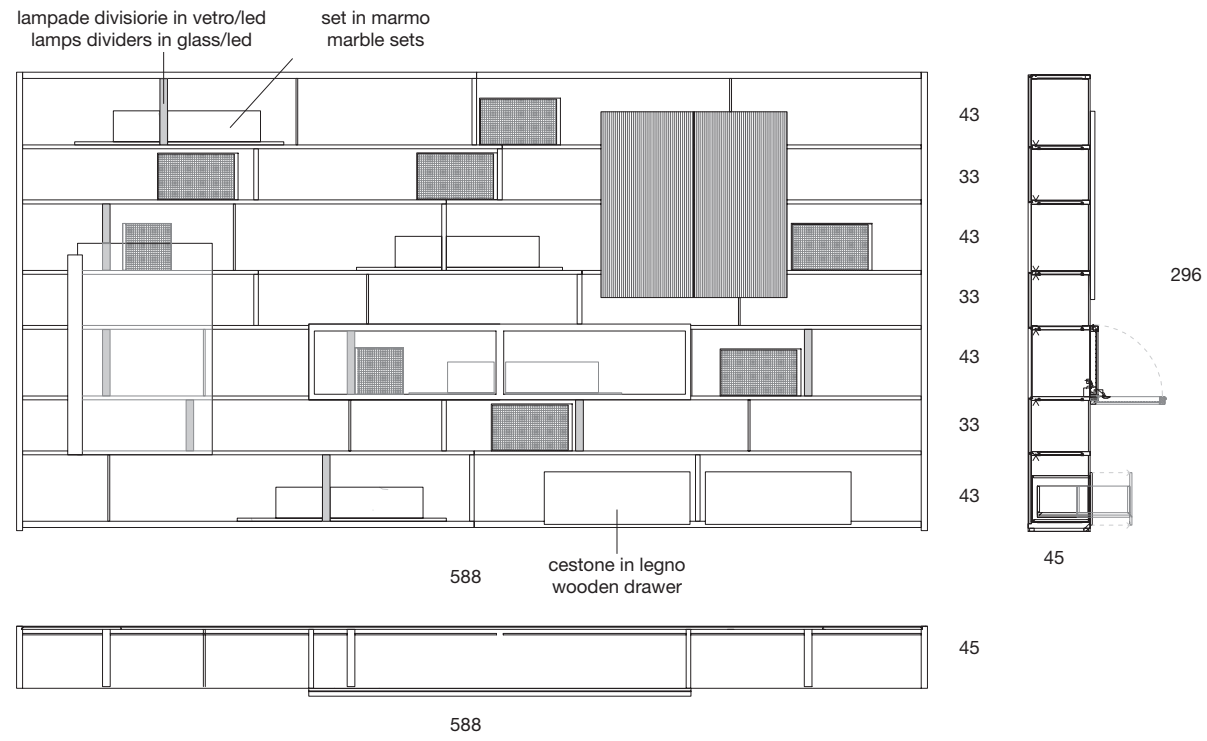 lampade divisiorie in vetro/led
lamps dividers in glass/led
set in marmo
marble sets
43
33
43
33
43
33
43
296
45
588
cestone in legno
wooden drawer
45
588